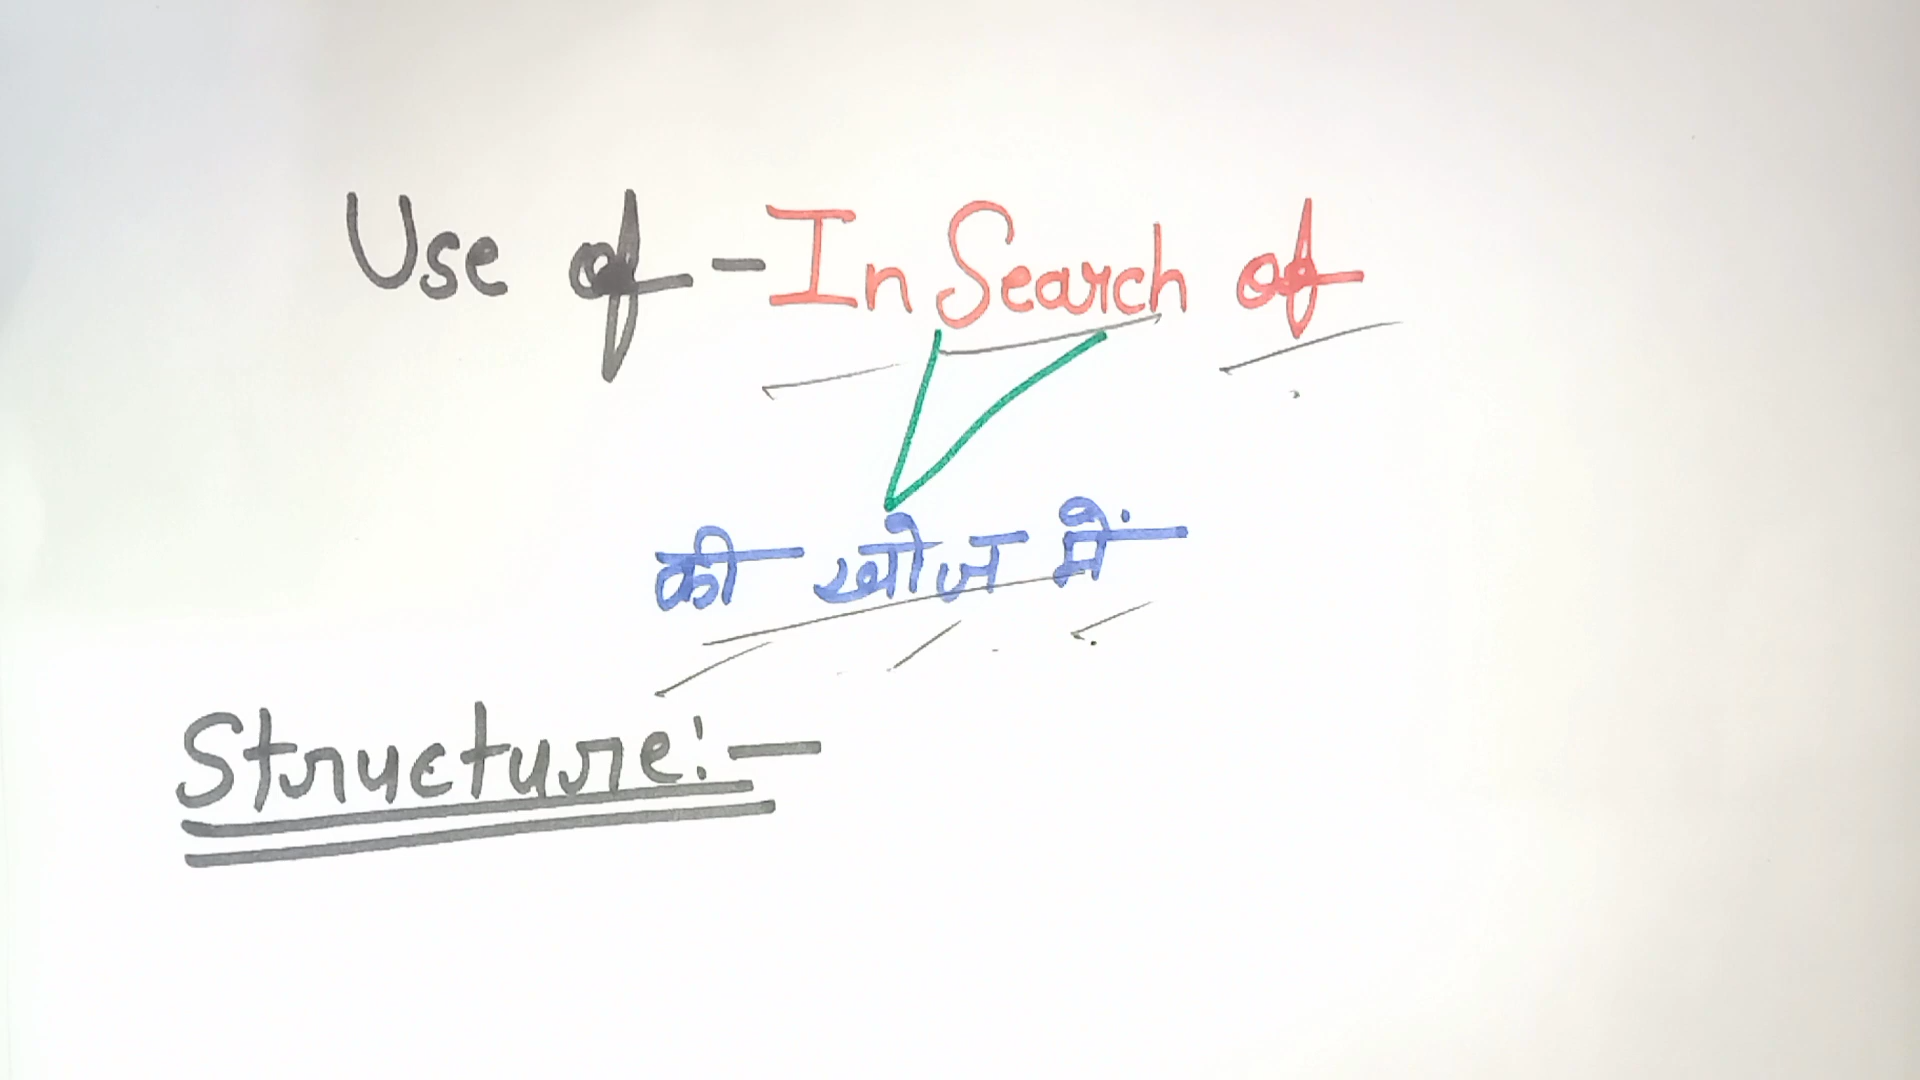 Use of - In Search of
की खोज में
Structure:-